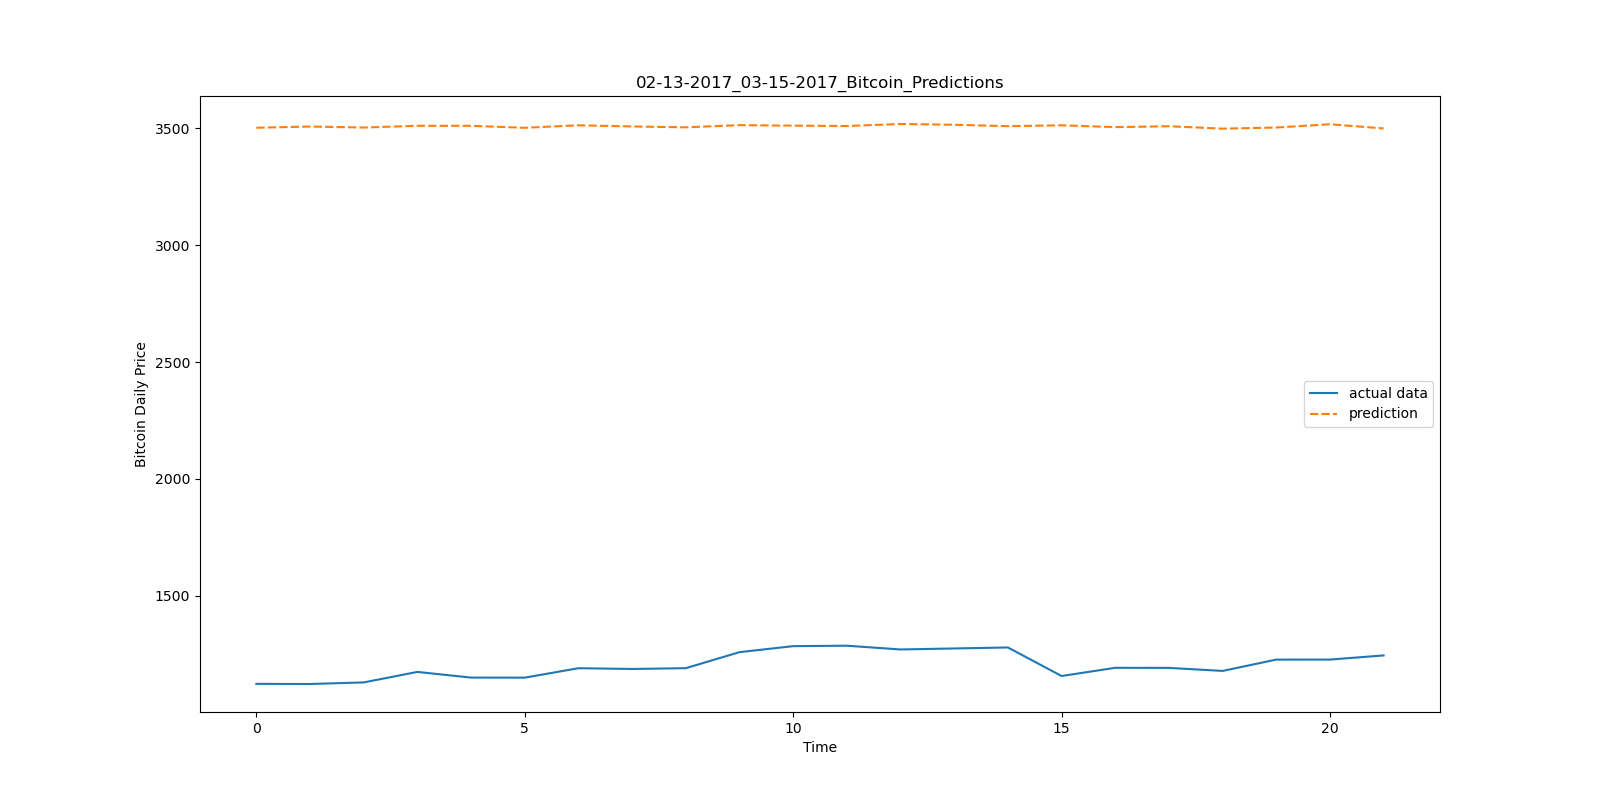 02-13-2017_03-15-2017_Bitcoin_Predictions
3500
3000
2500
2000
1500
Bitcoin Daily Price
actual data
prediction
0 5 10 15 20
Time